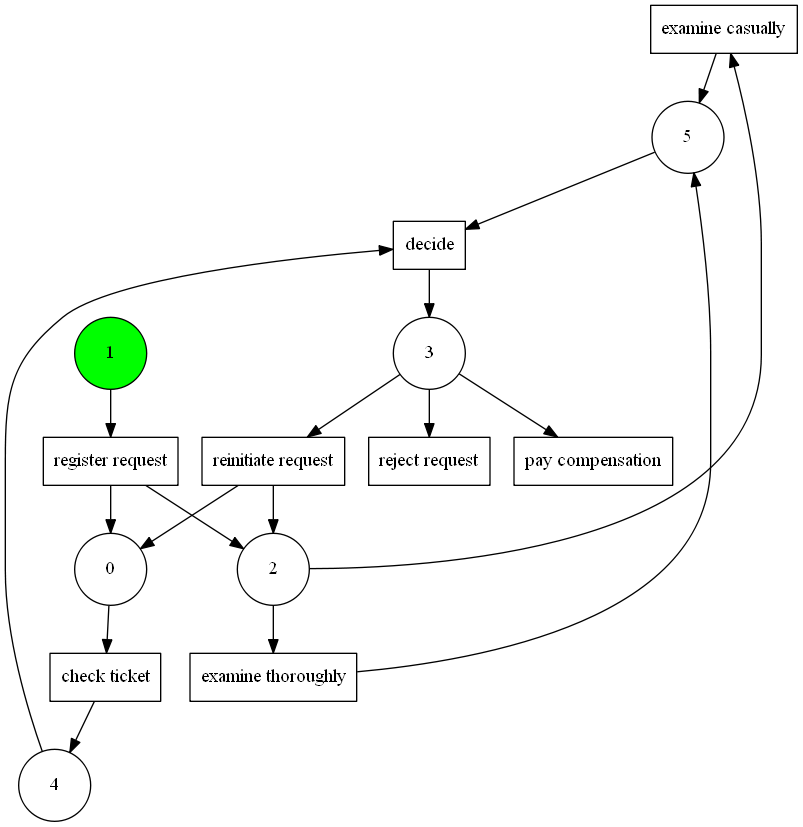 examine casually
5
decide
1
3
register request
reinitiate request
reject request
pay compensation
0
2
check ticket
examine thoroughly
4